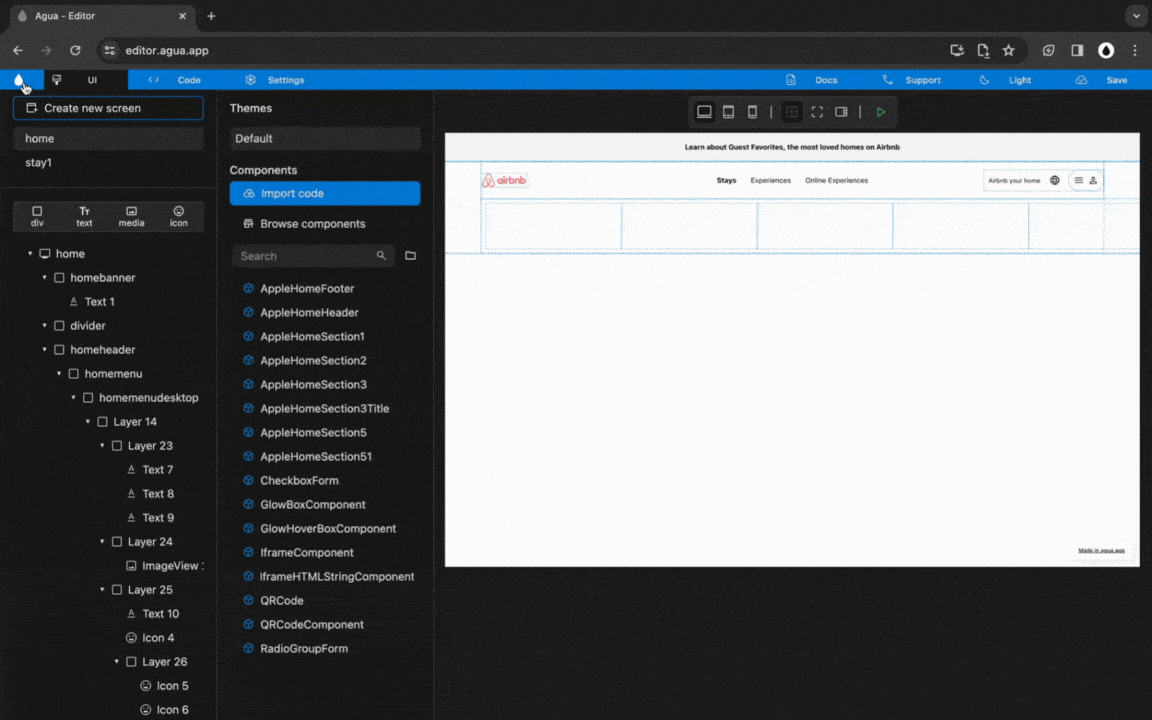 Agua - Editor
editor.agua.app
UI
Code
Settings
Docs
Support
Light
Save
Create new screen
home
stay1
div
text
media
icon
home
homebanner
Text 1
divider
homeheader
homemenu
homemenudesktop
Layer 14
Layer 23
Text 7
Text 8
Text 9
Layer 24
ImageView :
Layer 25
Text 10
Icon 4
Layer 26
Icon 5
Icon 6
Themes
Default
Components
Import code
Browse components
Search
AppleHomeFooter
AppleHomeHeader
AppleHomeSection1
AppleHomeSection2
AppleHomeSection3
AppleHomeSection3Title
AppleHomeSection5
AppleHomeSection51
CheckboxForm
GlowBoxComponent
GlowHoverBoxComponent
IframeComponent
IframeHTMLStringComponent
QRCode
QRCodeComponent
RadioGroupForm
Learn about Guest Favorites, the most loved homes on Airbnb
airbnb
Stays
Experiences
Online Experiences
Airbnb your home
Made in agua.app